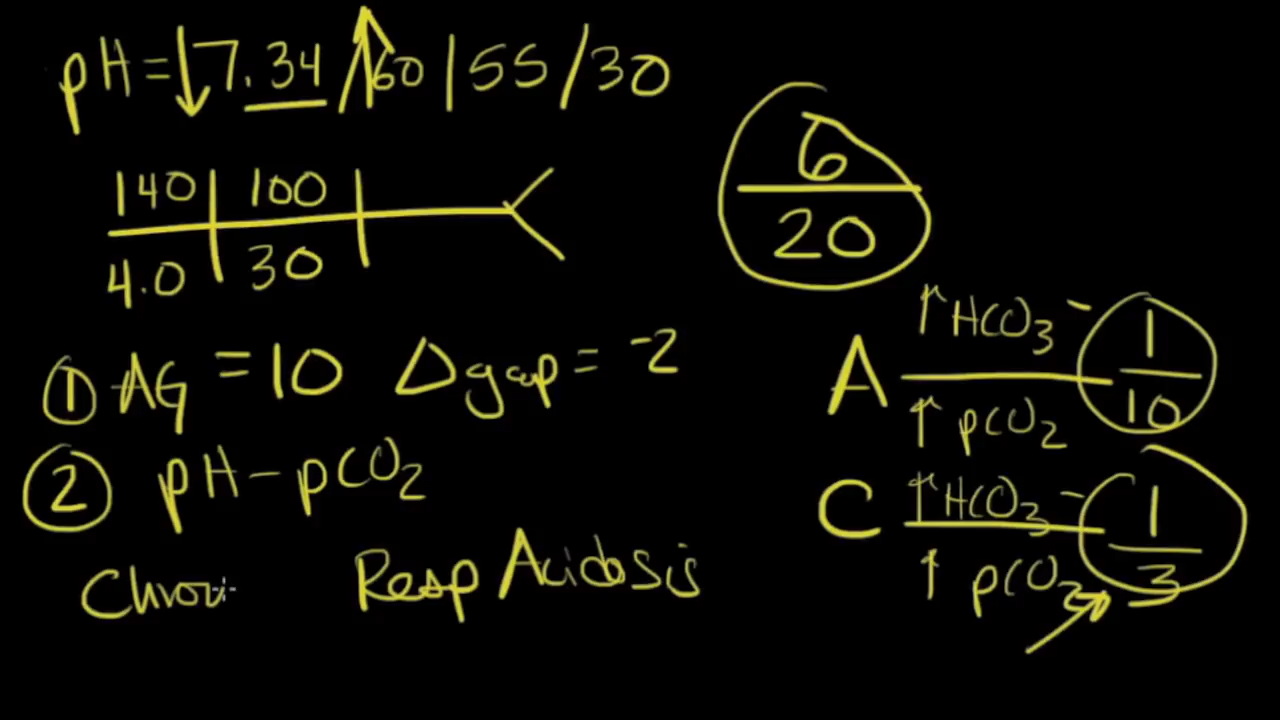 pH = ↓ 7.34 / ↑ 60 | 55 / 30
6
20
140 | 100
4.0 | 30
① AG = 10 Δgap = -2
A ↑HCO3- 1
↑pCO2 10
② pH - pCO2
C ↑HCO3- 1
↑pCO2 3
Chroni Resp Acidosis